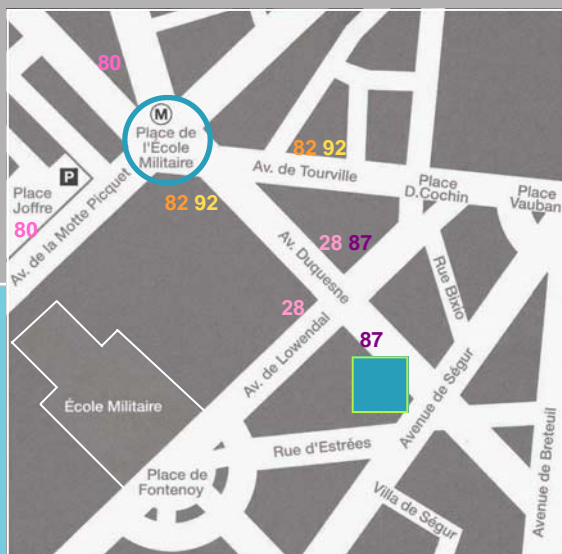 80
M
Place de
l'École
Militaire
82 92
Av. de Tourville
P
Place
Joffre
80
Av. de la Motte Picquet
82 92
Place
D.Cochin
Place
Vauban
28 87
Av. Duquesne
Rue Bixio
28
Av. de Lowendal
87
École Militaire
Avenue de Ségur
Rue d'Estrées
Avenue de Breteuil
Place de
Fontenoy
Villa de Ségur